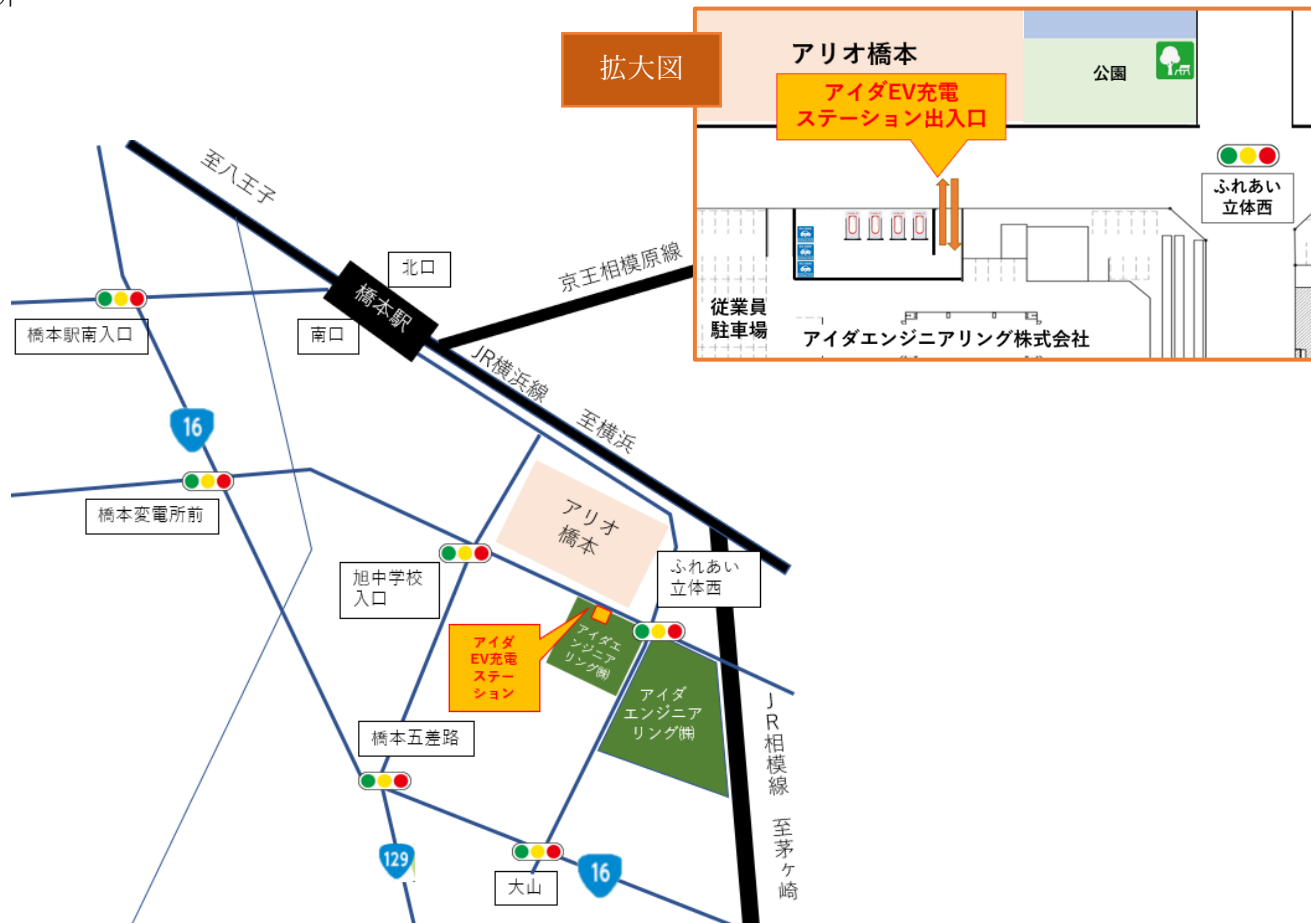 拡大図
アリオ橋本
公園
アイダEV充電
ステーション出入口
ふれあい
立体西
従業員
駐車場
アイダエンジニアリング株式会社
至八王子
北口
京王相模原線
橋本駅
橋本駅南入口
南口
JR横浜線
至横浜
16
橋本変電所前
アリオ
橋本
旭中学校
入口
ふれあい
立体西
アイダ
EV充電
ステー
ション
アイダエ
ンジニア
リング㈱
アイダ
エンジニア
リング㈱
橋本五差路
JR相模線 至茅ヶ崎
129
大山
16